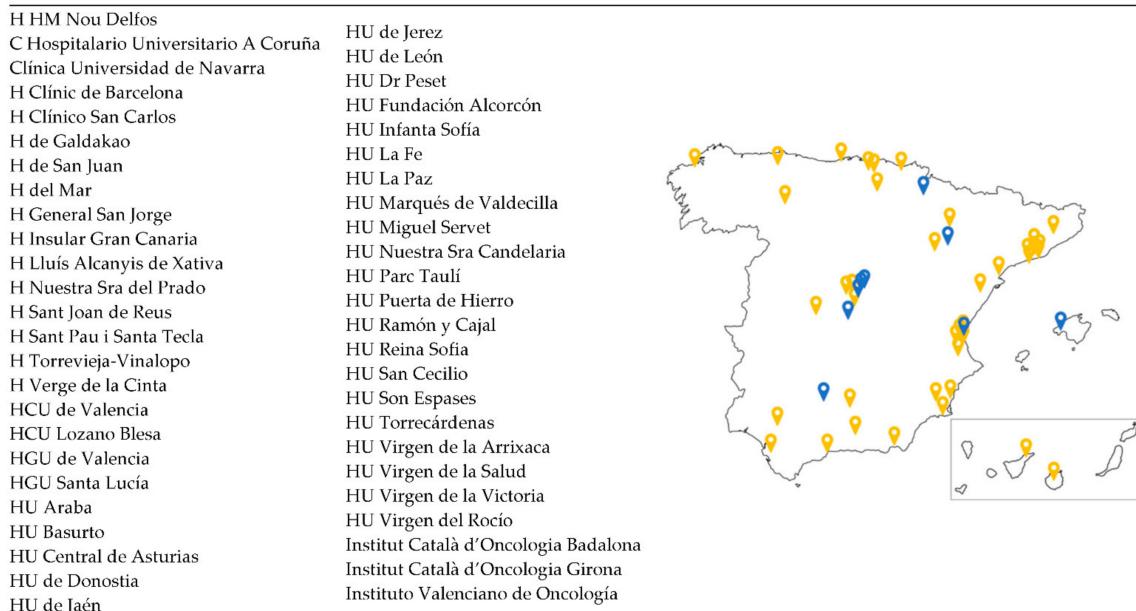 H HM Nou Delfos
C Hospitalario Universitario A Coruña
Clínica Universidad de Navarra
H Clínic de Barcelona
H Clínico San Carlos
H de Galdakao
H de San Juan
H del Mar
H General San Jorge
H Insular Gran Canaria
H Lluís Alcanyis de Xativa
H Nuestra Sra del Prado
H Sant Joan de Reus
H Sant Pau i Santa Tecla
H Torrevieja-Vinalopo
H Verge de la Cinta
HCU de Valencia
HCU Lozano Blesa
HGU de Valencia
HGU Santa Lucía
HU Araba
HU Basurto
HU Central de Asturias
HU de Donostia
HU de Jaén
HU de Jerez
HU de León
HU Dr Peset
HU Fundación Alcorcón
HU Infanta Sofía
HU La Fe
HU La Paz
HU Marqués de Valdecilla
HU Miguel Servet
HU Nuestra Sra Candelaria
HU Parc Taulí
HU Puerta de Hierro
HU Ramón y Cajal
HU Reina Sofia
HU San Cecilio
HU Son Espases
HU Torrecárdenas
HU Virgen de la Arrixaca
HU Virgen de la Salud
HU Virgen de la Victoria
HU Virgen del Rocío
Institut Català d'Oncologia Badalona
Institut Català d'Oncologia Girona
Instituto Valenciano de Oncología